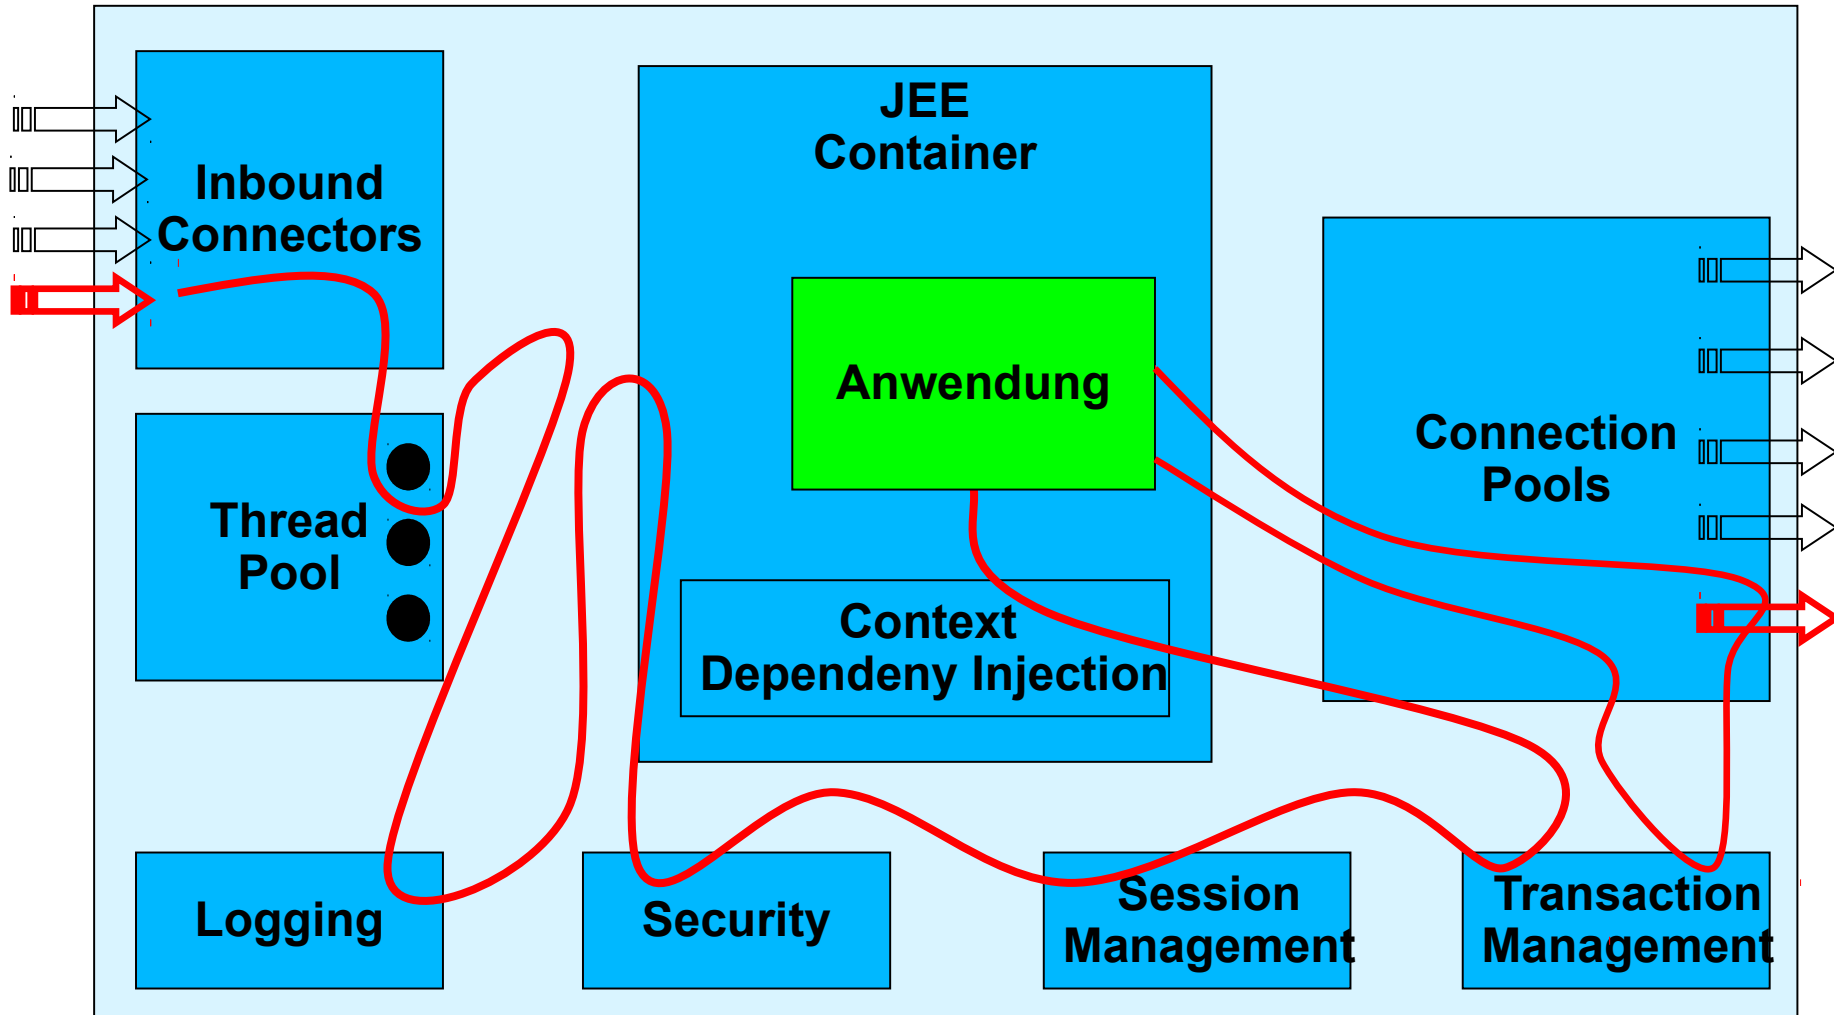 JEE
Container
Inbound
Connectors
Anwendung
Connection
Pools
Thread
Pool
Context
Dependeny Injection
Logging
Security
Session
Management
Transaction
Management